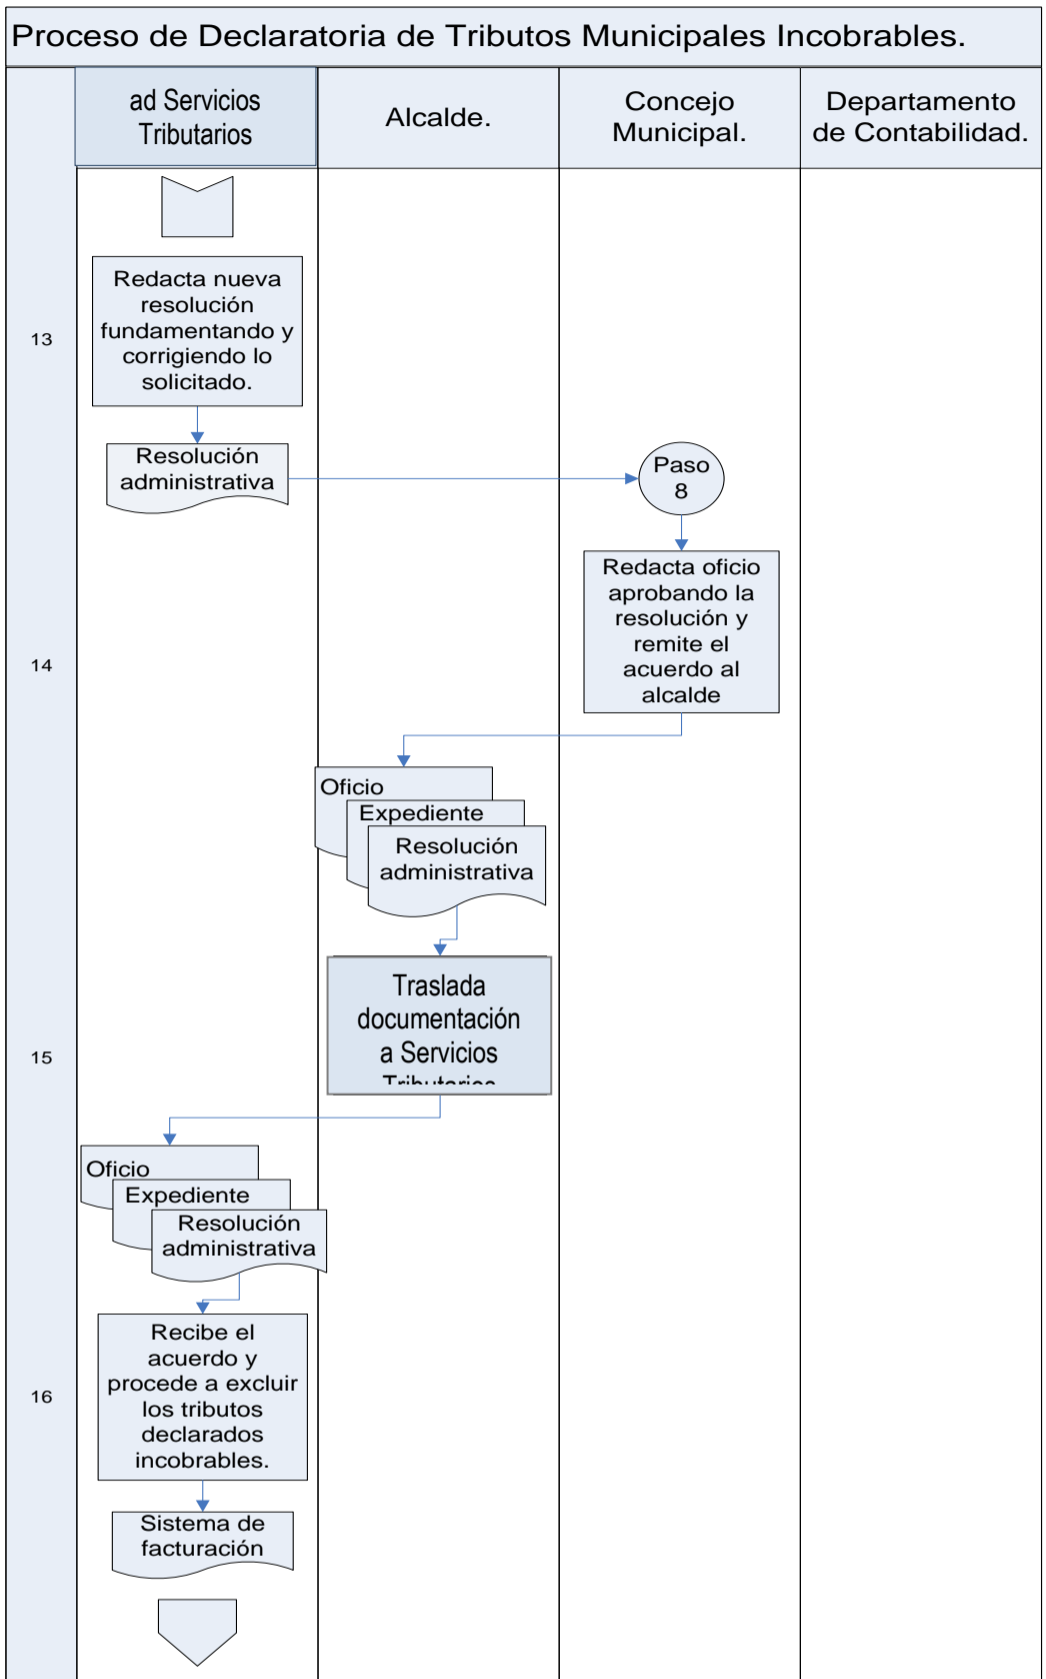 Proceso de Declaratoria de Tributos Municipales Incobrables.
ad Servicios
Tributarios
Alcalde.
Concejo
Municipal.
Departamento
de Contabilidad.
13
Redacta nueva
resolución
fundamentando y
corrigiendo lo
solicitado.
Resolución
administrativa
Paso
8
14
Redacta oficio
aprobando la
resolución y
remite el
acuerdo al
alcalde
Oficio
Expediente
Resolución
administrativa
15
Traslada
documentación
a Servicios
Tributarios
Oficio
Expediente
Resolución
administrativa
16
Recibe el
acuerdo y
procede a excluir
los tributos
declarados
incobrables.
Sistema de
facturación